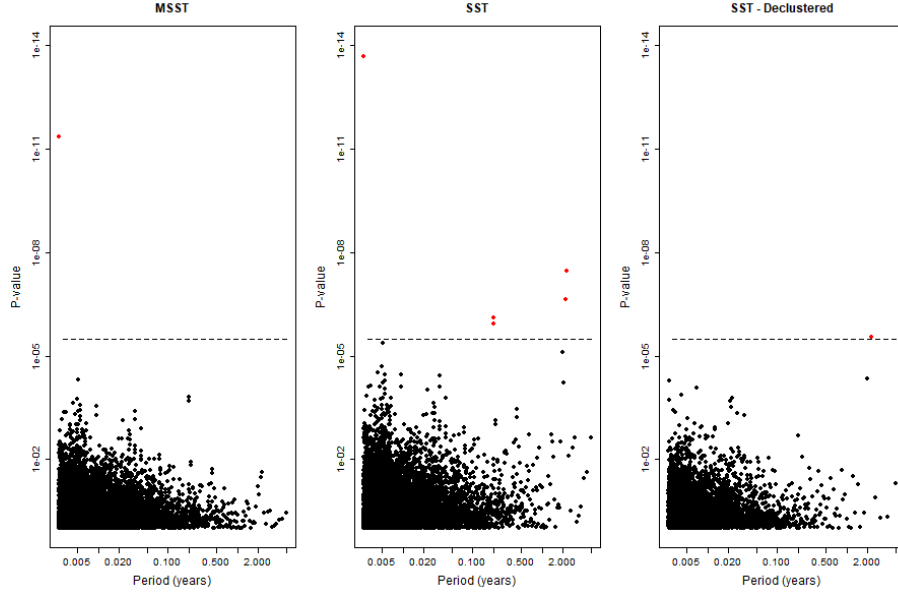 MSST
SST
SST - Declustered
P-value
1e-14
1e-11
1e-08
1e-05
1e-02
0.005
0.020
0.100
0.500
2.000
Period (years)
P-value
1e-14
1e-11
1e-08
1e-05
1e-02
0.005
0.020
0.100
0.500
2.000
Period (years)
P-value
1e-14
1e-11
1e-08
1e-05
1e-02
0.005
0.020
0.100
0.500
2.000
Period (years)